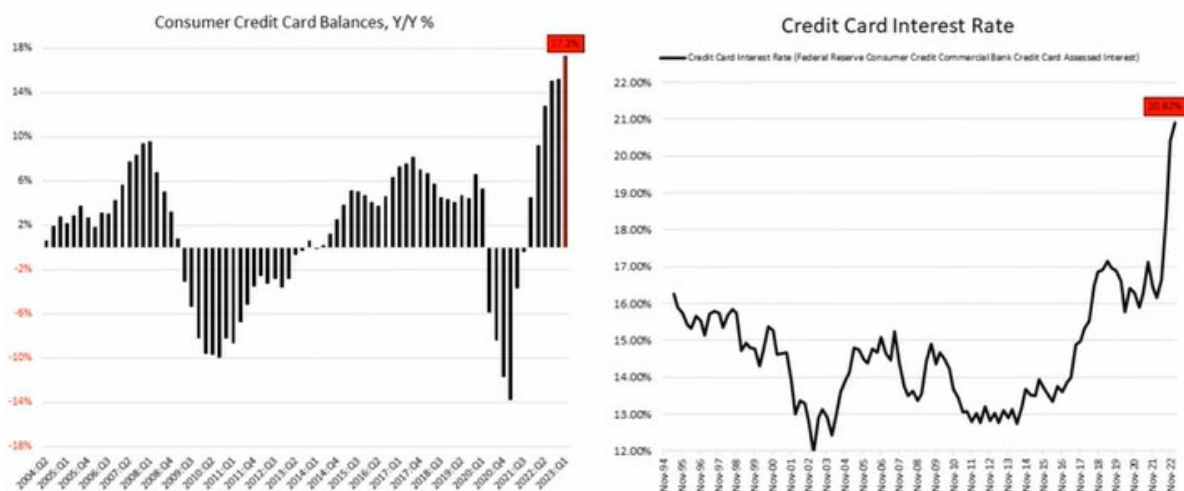 Consumer Credit Card Balances, Y/Y %
17.2%
18%
14%
10%
6%
2%
-2%
-6%
-10%
-14%
-18%
2004:Q2
2005:Q1
2005:Q4
2006:Q3
2007:Q2
2008:Q1
2008:Q4
2009:Q3
2010:Q2
2011:Q1
2011:Q4
2012:Q3
2013:Q2
2014:Q1
2014:Q4
2015:Q3
2016:Q2
2017:Q1
2017:Q4
2018:Q3
2019:Q2
2020:Q1
2020:Q4
2021:Q3
2022:Q2
2023:Q1
Credit Card Interest Rate
Credit Card Interest Rate (Federal Reserve Consumer Credit Commercial Bank Credit Card Assessed Interest)
20.92%
22.00%
21.00%
20.00%
19.00%
18.00%
17.00%
16.00%
15.00%
14.00%
13.00%
12.00%
Nov-94
Nov-95
Nov-96
Nov-97
Nov-98
Nov-99
Nov-00
Nov-01
Nov-02
Nov-03
Nov-04
Nov-05
Nov-06
Nov-07
Nov-08
Nov-09
Nov-10
Nov-11
Nov-12
Nov-13
Nov-14
Nov-15
Nov-16
Nov-17
Nov-18
Nov-19
Nov-20
Nov-21
Nov-22